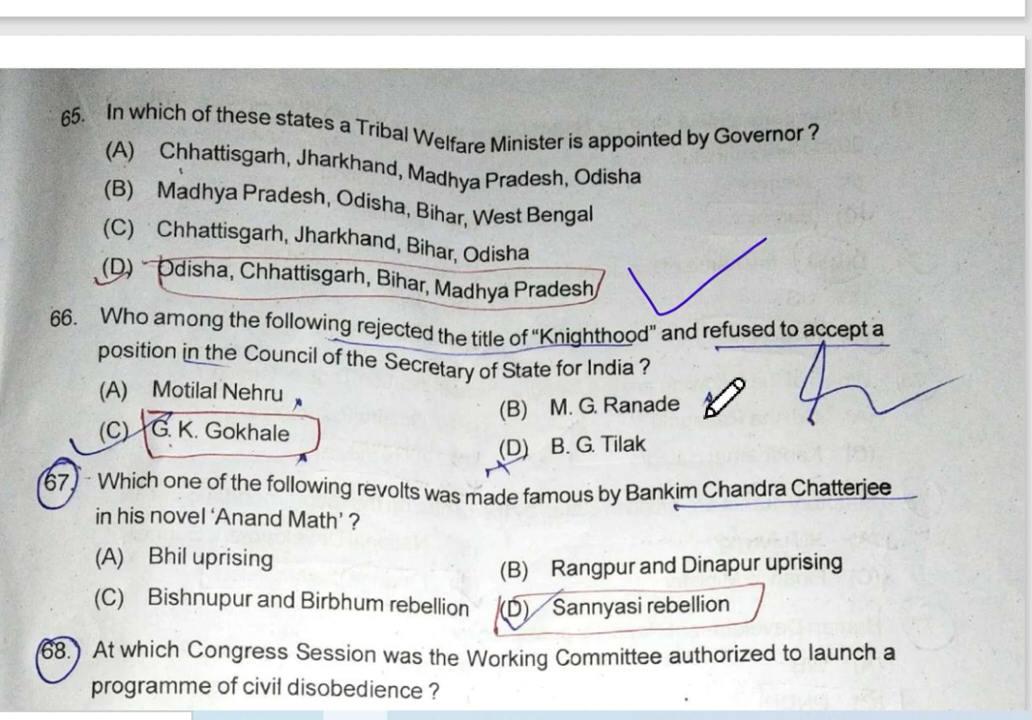 65. In which of these states a Tribal Welfare Minister is appointed by Governor ?
(A) Chhattisgarh, Jharkhand, Madhya Pradesh, Odisha
(B) Madhya Pradesh, Odisha, Bihar, West Bengal
(C) Chhattisgarh, Jharkhand, Bihar, Odisha
(D) Odisha, Chhattisgarh, Bihar, Madhya Pradesh
66. Who among the following rejected the title of “Knighthood” and refused to accept a
position in the Council of the Secretary of State for India ?
(A) Motilal Nehru
(B) M. G. Ranade
(C) G. K. Gokhale
(D) B. G. Tilak
67. Which one of the following revolts was made famous by Bankim Chandra Chatterjee
in his novel ‘Anand Math’ ?
(A) Bhil uprising
(B) Rangpur and Dinapur uprising
(C) Bishnupur and Birbhum rebellion
(D) Sannyasi rebellion
68. At which Congress Session was the Working Committee authorized to launch a
programme of civil disobedience ?